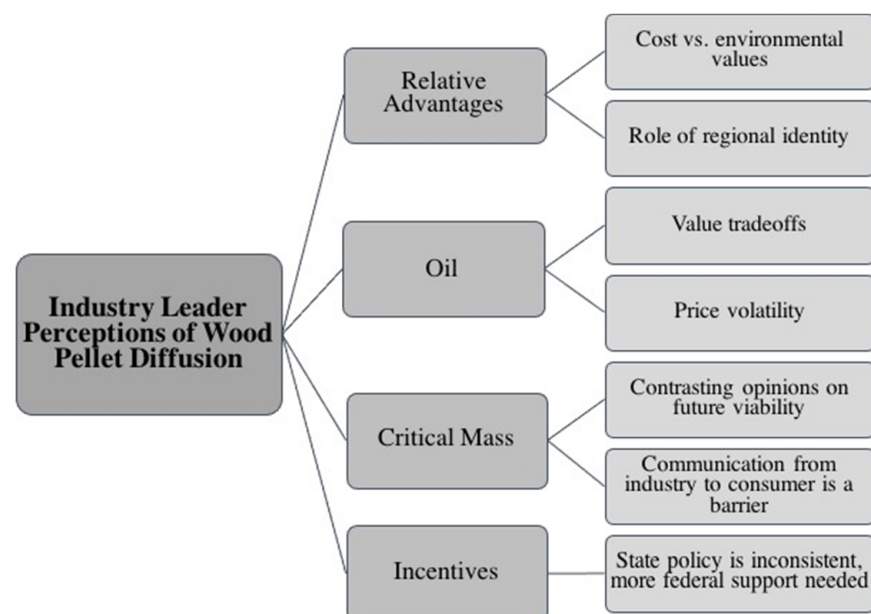 Industry Leader
Perceptions of Wood
Pellet Diffusion
Relative
Advantages
Cost vs. environmental
values
Role of regional identity
Oil
Value tradeoffs
Price volatility
Critical Mass
Contrasting opinions on
future viability
Communication from
industry to consumer is a
barrier
Incentives
State policy is inconsistent,
more federal support needed